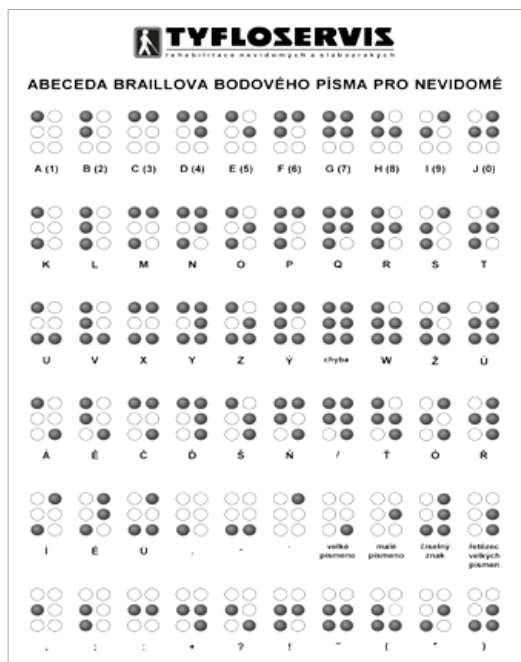 TYFLOSERVIS
rehabilitace nevidomých a slabozrakých
ABECEDA BRAILLOVA BODOVÉHO PÍSMA PRO NEVIDOMÉ
A (1) B (2) C (3) D (4) E (5) F (6) G (7) H (8) I (9) J (0)
K L M N O P Q R S T
U V X Y Z Ý chyba W Ž Ů
Á Ě Č Ď Š Ň / Ť Ó Ř
Í É Ú . - ' velké písmeno malé písmeno číselný znak řetězec velkých písmen
, ; : + ? ! " ( * )